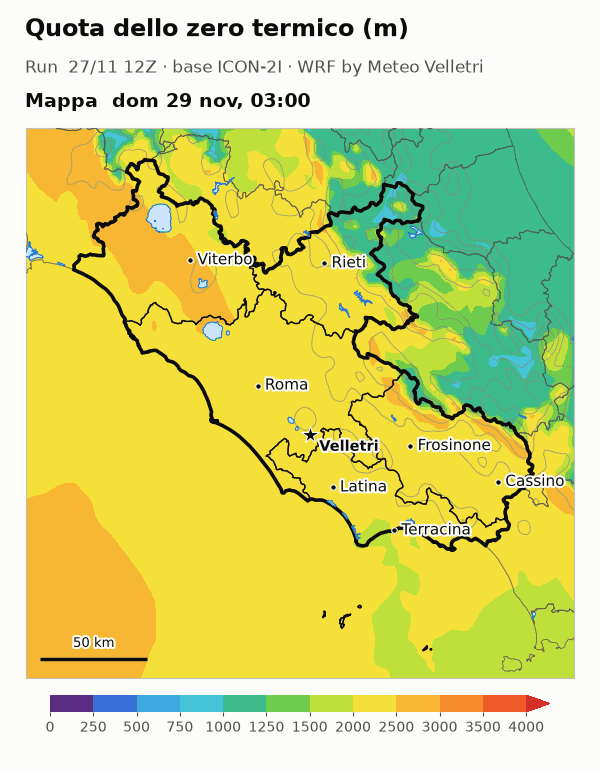 Quota dello zero termico (m)
Run 27/11 12Z · base ICON-2I · WRF by Meteo Velletri
Mappa dom 29 nov, 03:00
Viterbo
Rieti
Roma
Velletri
Frosinone
Latina
Cassino
Terracina
50 km
0 250 500 750 1000 1250 1500 2000 2500 3000 3500 4000